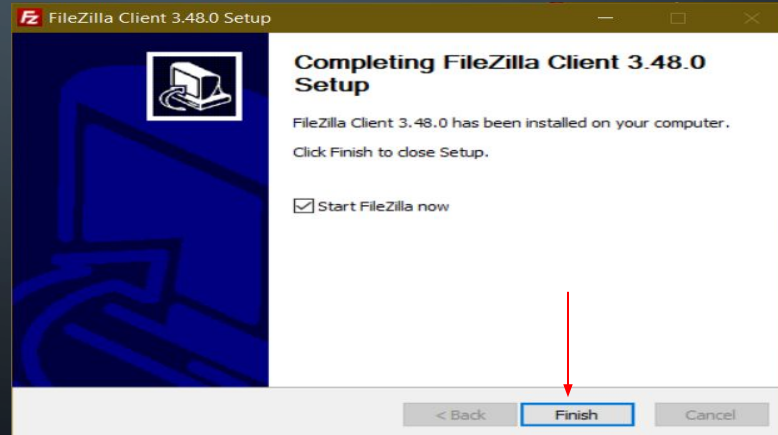 Fz FileZilla Client 3.48.0 Setup
Completing FileZilla Client 3.48.0
Setup
FileZilla Client 3.48.0 has been installed on your computer.
Click Finish to close Setup.
Start FileZilla now
< Back Finish Cancel